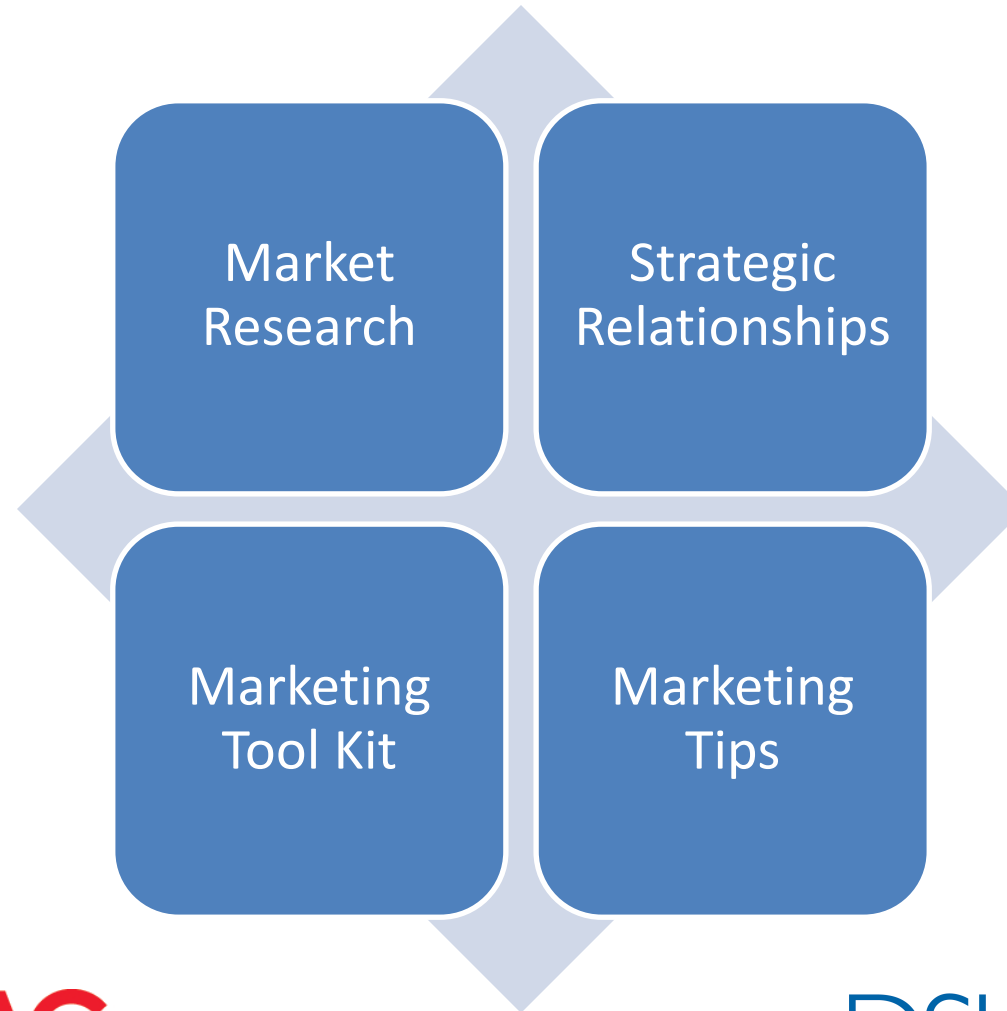 Market
Research
Strategic
Relationships
Marketing
Tool Kit
Marketing
Tips